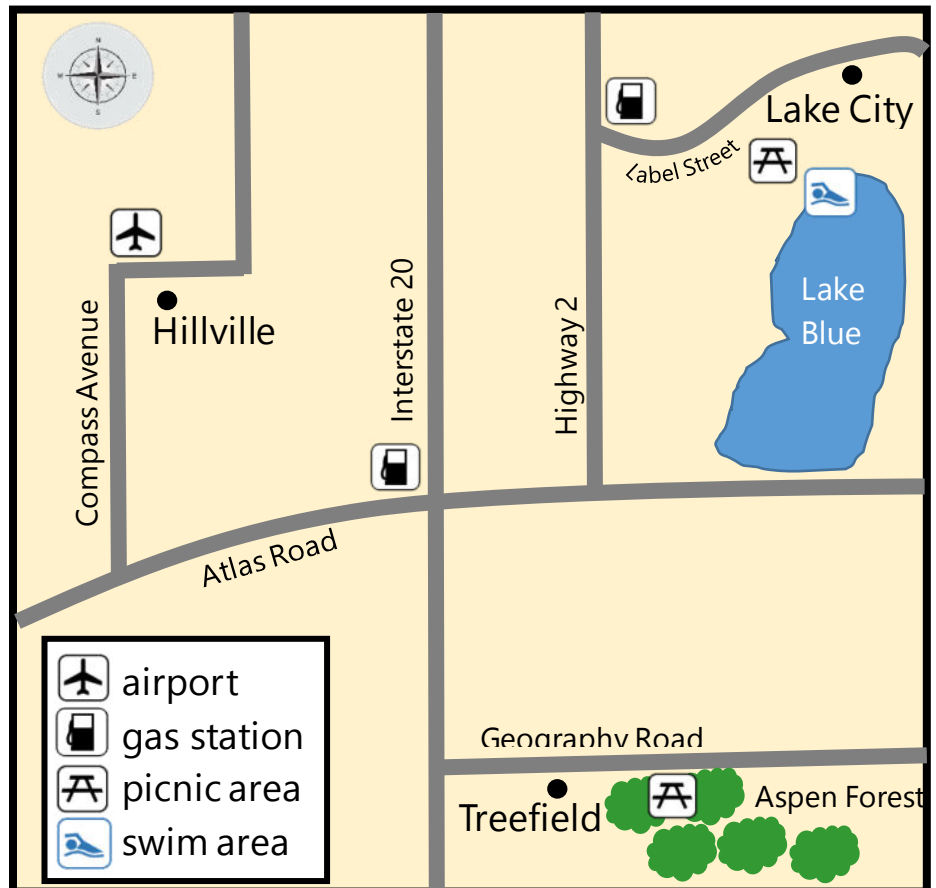 N
W
E
S
Lake City
Label Street
Lake
Blue
Hillville
Compass Avenue
Interstate 20
Highway 2
Atlas Road
airport
gas station
picnic area
swim area
Geography Road
Treefield
Aspen Forest